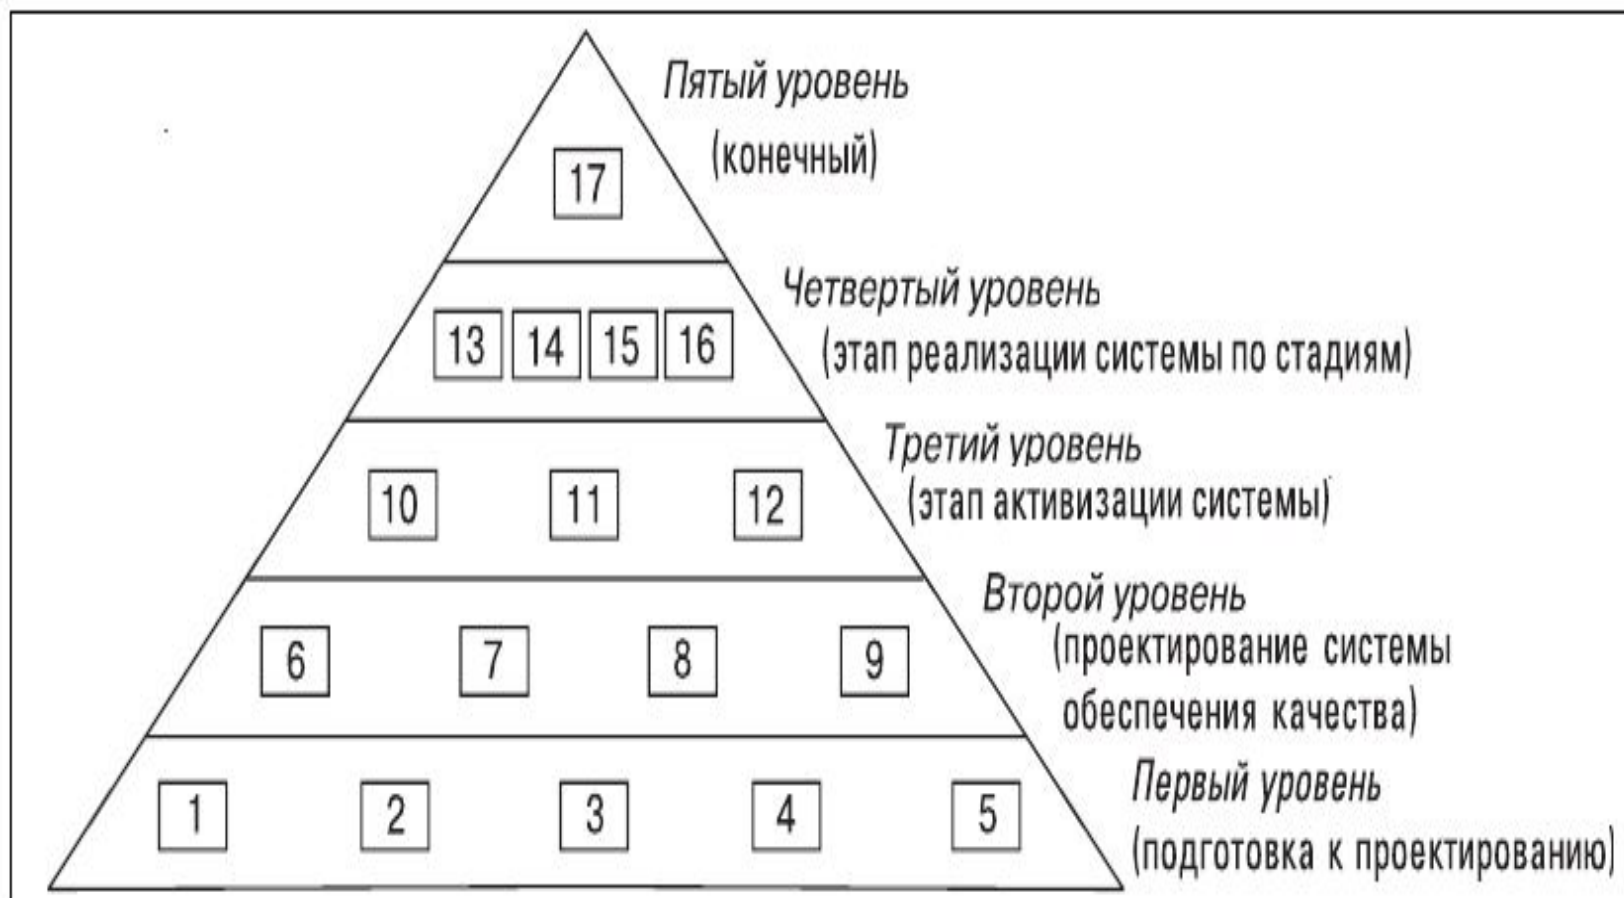 Пятый уровень
(конечный)
17
Четвертый уровень
13 14 15 16
(этап реализации системы по стадиям)
Третий уровень
10 11 12
(этап активизации системы)
Второй уровень
6 7 8 9
(проектирование системы
обеспечения качества)
Первый уровень
1 2 3 4 5
(подготовка к проектированию)